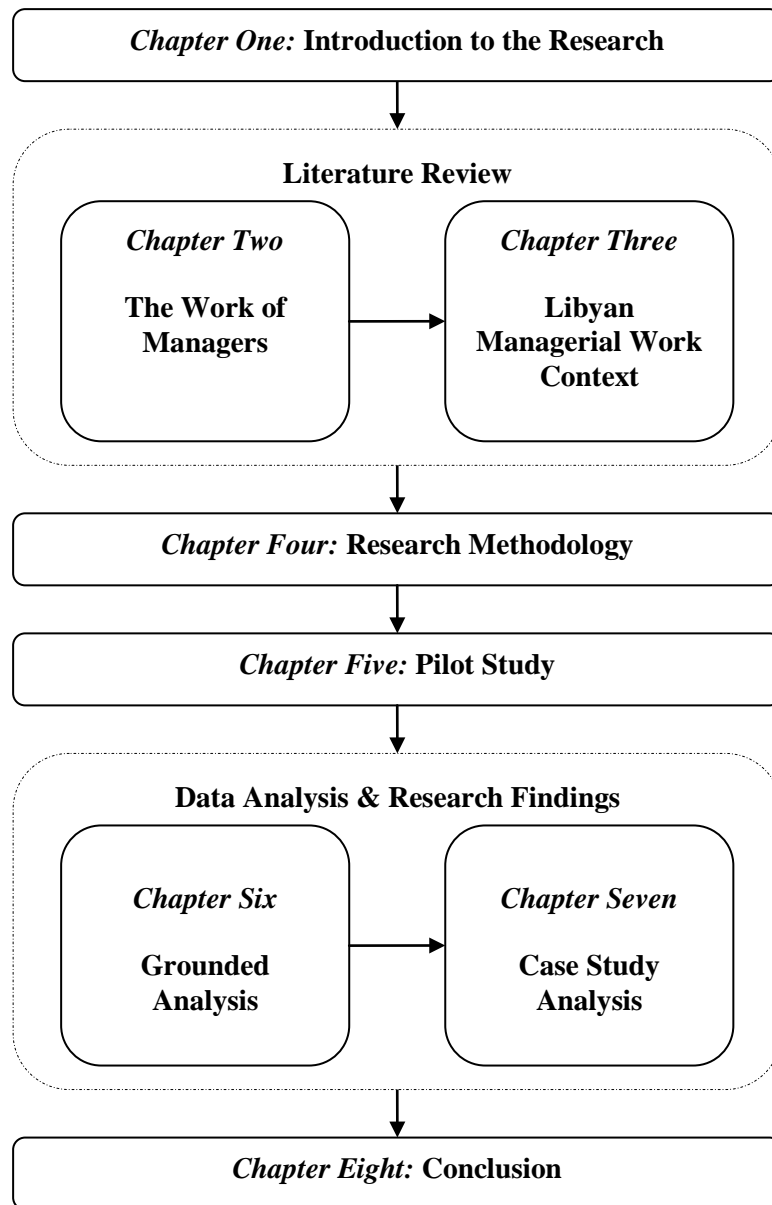 Chapter One: Introduction to the Research
Literature Review
Chapter Two
The Work of
Managers
Chapter Three
Libyan
Managerial Work
Context
Chapter Four: Research Methodology
Chapter Five: Pilot Study
Data Analysis & Research Findings
Chapter Six
Grounded
Analysis
Chapter Seven
Case Study
Analysis
Chapter Eight: Conclusion